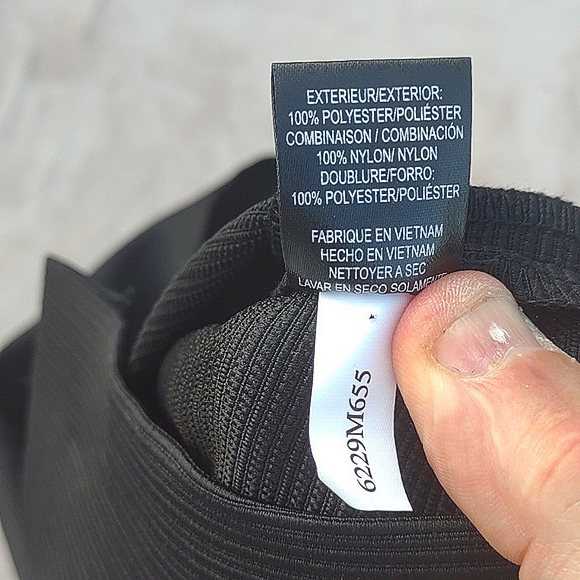 EXTERIEUR/EXTERIOR:
100% POLYESTER/POLIÉSTER
COMBINAISON / COMBINACIÓN
100% NYLON/ NYLON
DOUBLURE/FORRO:
100% POLYESTER/POLIÉSTER
FABRIQUE EN VIETNAM
HECHO EN VIETNAM
NETTOYER A SEC
LAVAR EN SECO SOLAMENTE
6229M655